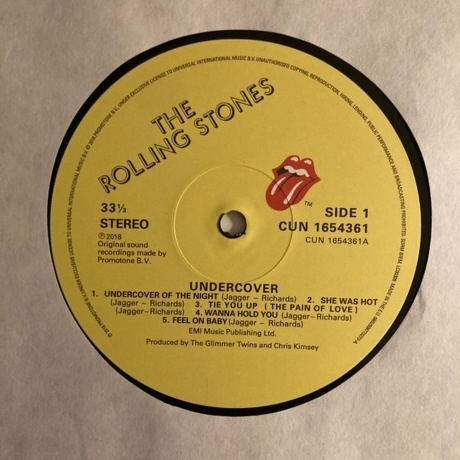 THE
ROLLING STONES
33⅓
STEREO
℗ 2018
Original sound
recordings made by
Promotone B.V.
TM
SIDE 1
CUN 1654361
CUN 1654361A
UNDERCOVER
1. UNDERCOVER OF THE NIGHT (Jagger – Richards) 2. SHE WAS HOT
(Jagger – Richards) 3. TIE YOU UP ( THE PAIN OF LOVE )
(Jagger – Richards) 4. WANNA HOLD YOU (Jagger – Richards)
5. FEEL ON BABY (Jagger – Richards)
EMI Music Publishing Ltd.
Produced by The Glimmer Twins and Chris Kimsey